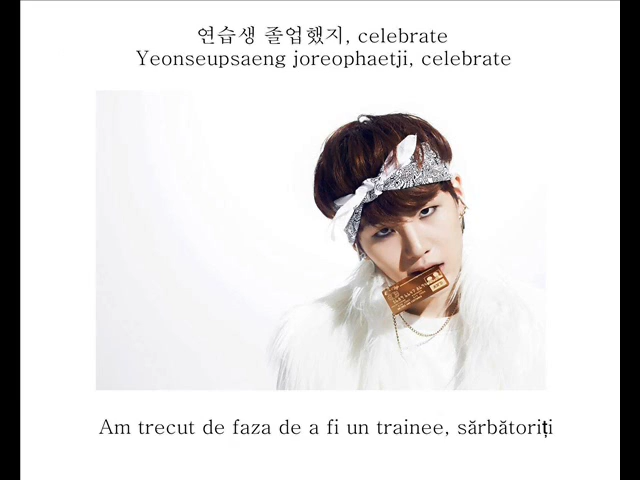 연습생 졸업했지, celebrate
Yeonseupsaeng joreophaetji, celebrate
Am trecut de faza de a fi un trainee, sărbătoriți